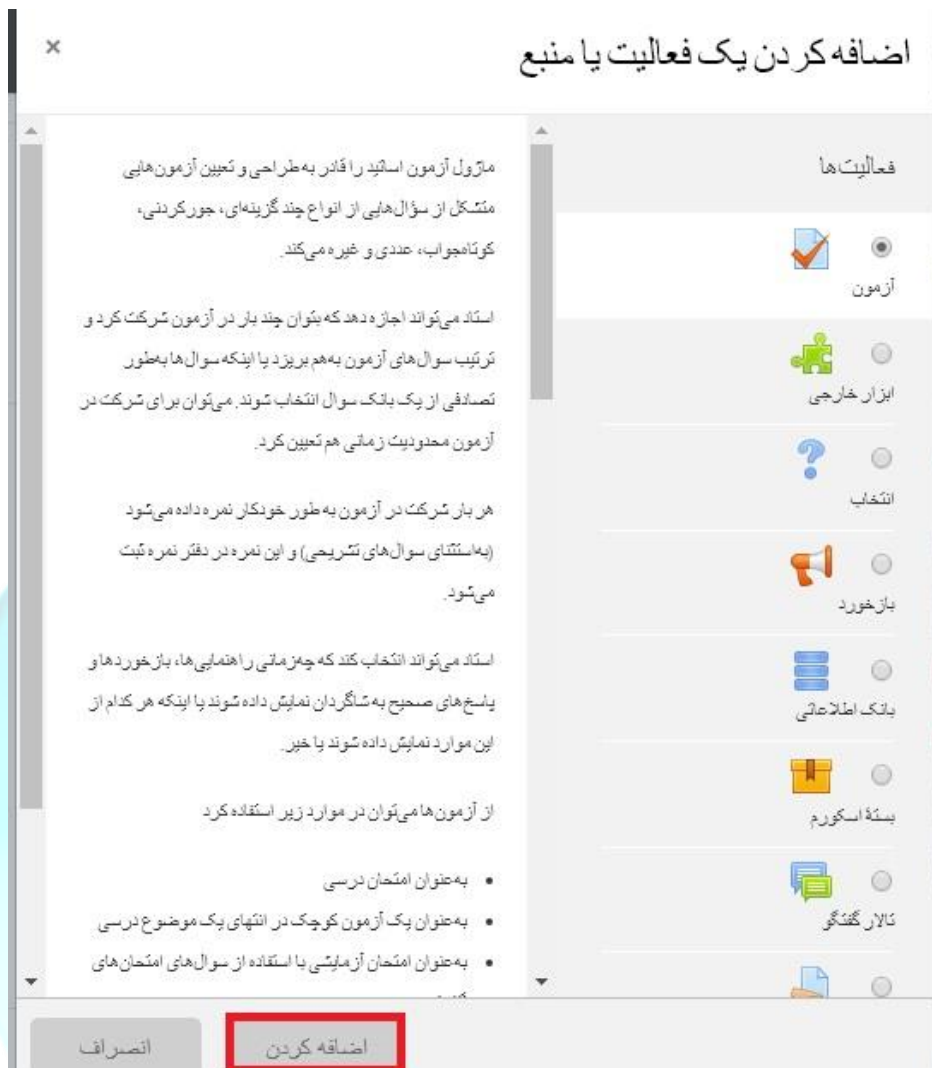 اضافه کردن یک فعالیت یا منبع
×
فعالیت‌ها
آزمون
ابزار خارجی
انتخاب
بازخورد
بانک اطلاعاتی
بستهٔ اسکورم
تالار گفتگو
ماژول آزمون اساتید را قادر به‌طراحی و تعیین آزمون‌هایی
متشکل از سؤال‌هایی از انواع چند گزینه‌ای، جورکردنی،
کوتاه‌جواب، عددی و غیره می‌کند.
استاد می‌تواند اجازه دهد که بتوان چند بار در آزمون شرکت کرد و
ترتیب سوال‌های آزمون به‌هم بریزد یا اینکه سوال‌ها به‌طور
تصادفی از یک بانک سوال انتخاب شوند. می‌توان برای شرکت در
آزمون محدودیت زمانی هم تعیین کرد.
هر بار شرکت در آزمون به طور خودکار نمره داده می‌شود
(به‌استثنای سوال‌های تشریحی) و این نمره در دفتر نمره ثبت
می‌شود.
استاد می‌تواند انتخاب کند که چه‌زمانی راهنمایی‌ها، بازخوردها و
پاسخ‌های صحیح به‌شاگردان نمایش داده شوند یا اینکه هر کدام از
این موارد نمایش داده شوند یا خیر.
از آزمون‌ها می‌توان در موارد زیر استفاده کرد
• به‌عنوان امتحان درسی
• به‌عنوان یک آزمون کوچک در انتهای یک موضوع درسی
• به‌عنوان امتحان آزمایشی با استفاده از سوال‌های امتحان‌های
اضافه کردن
انصراف